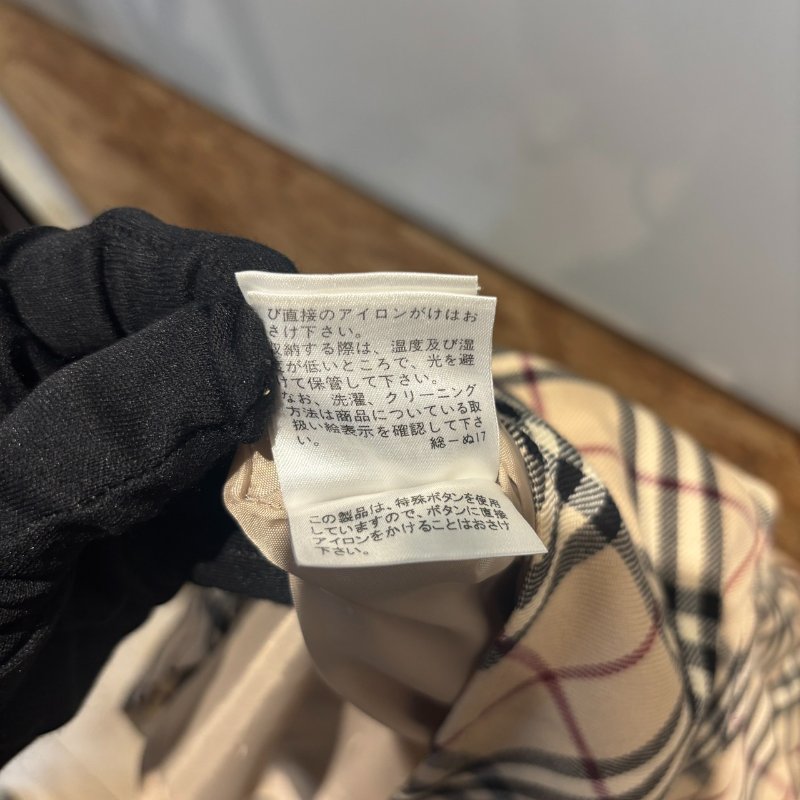 び直接のアイロンがけはお
さけ下さい。
収納する際は、温度及び湿
が低いところで、光を避
けて保管して下さい。
なお、洗濯、クリーニング
方法は商品についている取
扱い絵表示を確認して下さ
い。
総ーぬ17
この製品は、特殊ボタンを使用
していますので、ボタンに直接
アイロンをかけることはおさけ
下さい。